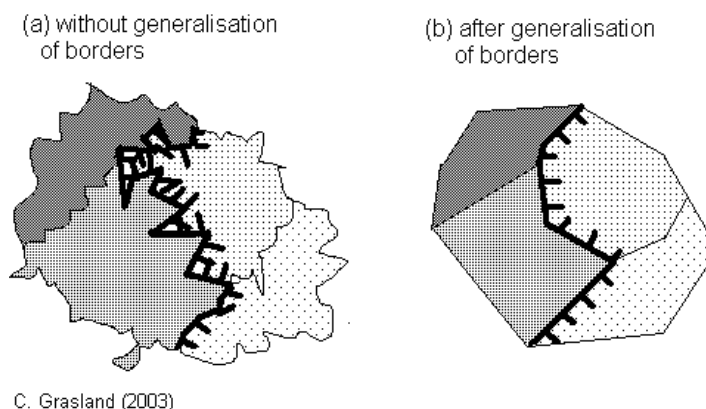 (a) without generalisation
of borders
(b) after generalisation
of borders
C. Grasland (2003)